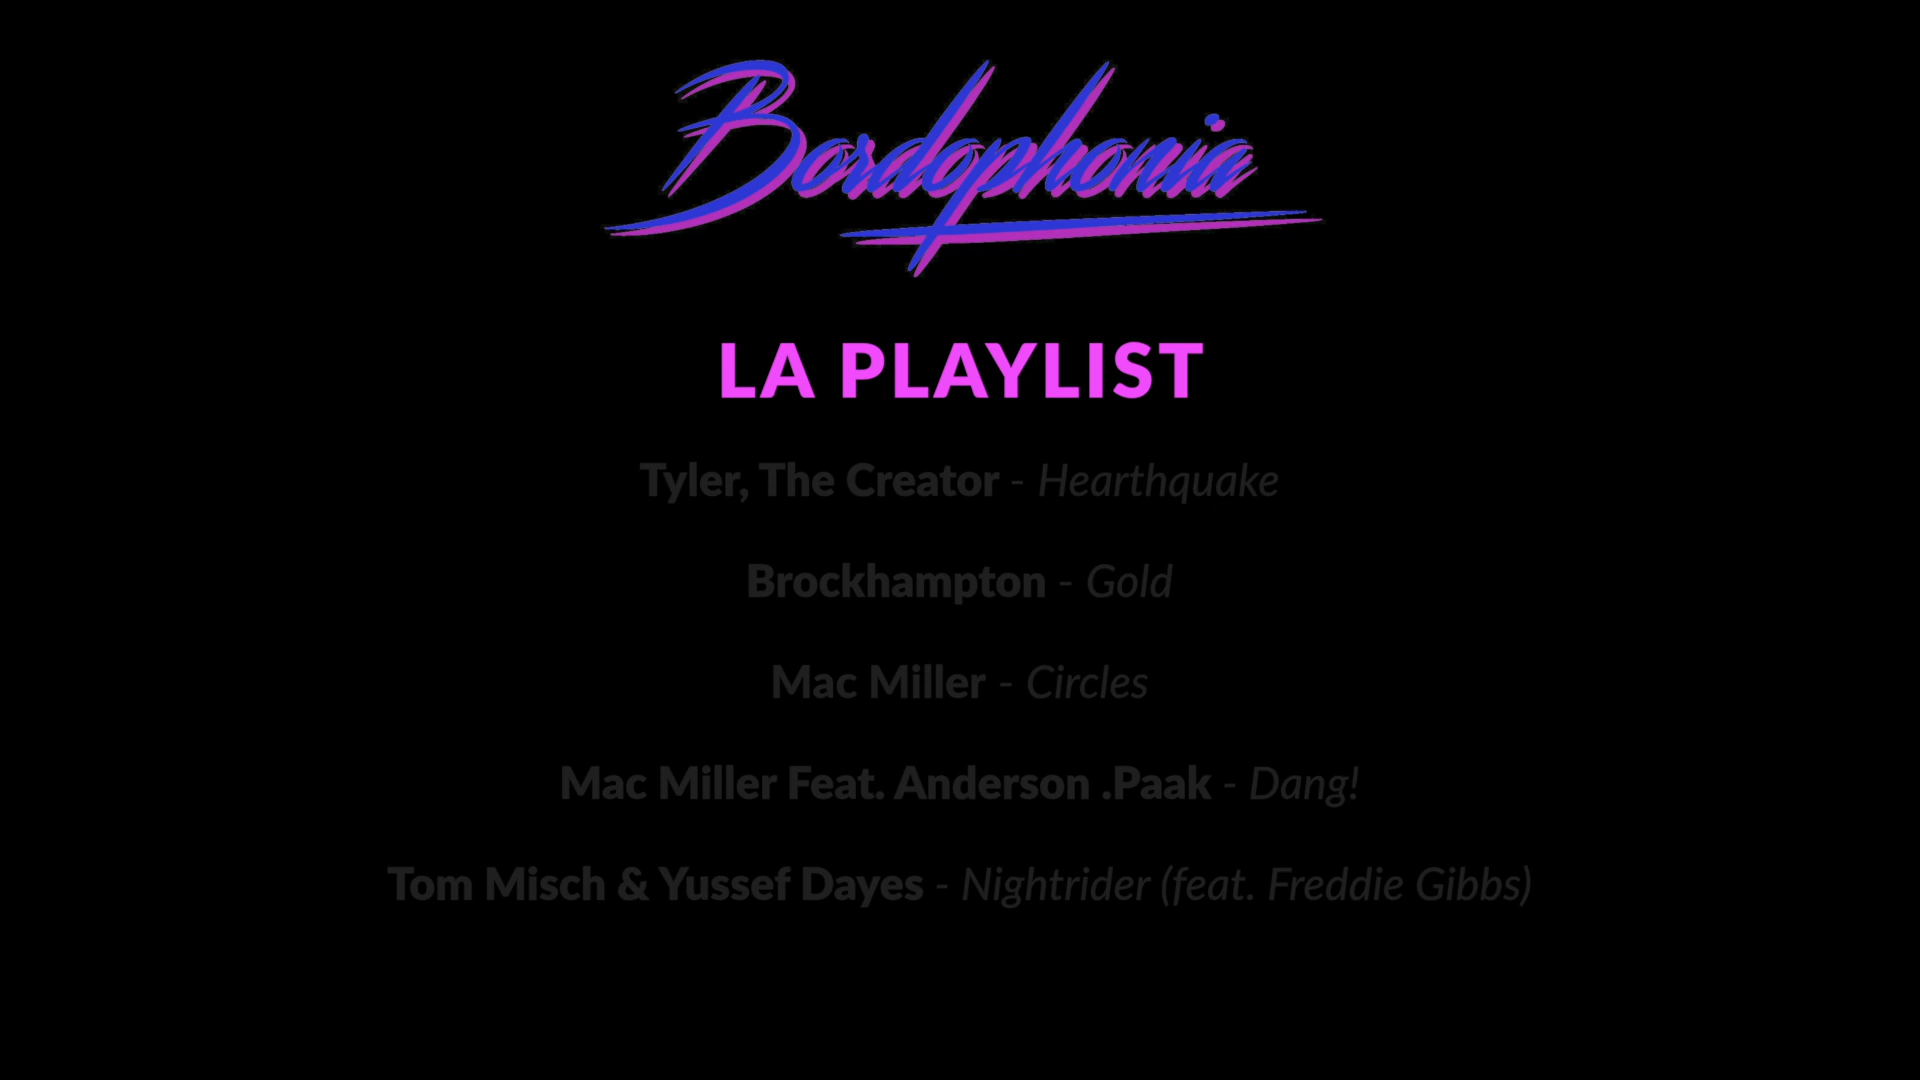 Bordophonia
LA PLAYLIST
Tyler, The Creator - Hearthquake
Brockhampton - Gold
Mac Miller - Circles
Mac Miller Feat. Anderson .Paak - Dang!
Tom Misch & Yussef Dayes - Nightrider (feat. Freddie Gibbs)